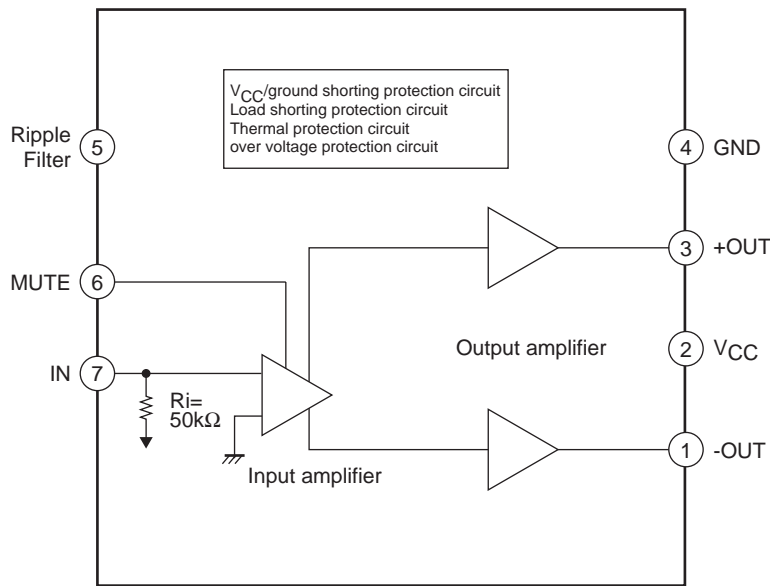 VCC/ground shorting protection circuit
Load shorting protection circuit
Thermal protection circuit
over voltage protection circuit
Ripple
Filter
5
4
GND
3
+OUT
MUTE
6
Output amplifier
2
VCC
IN
7
Ri=
50kΩ
Input amplifier
1
-OUT